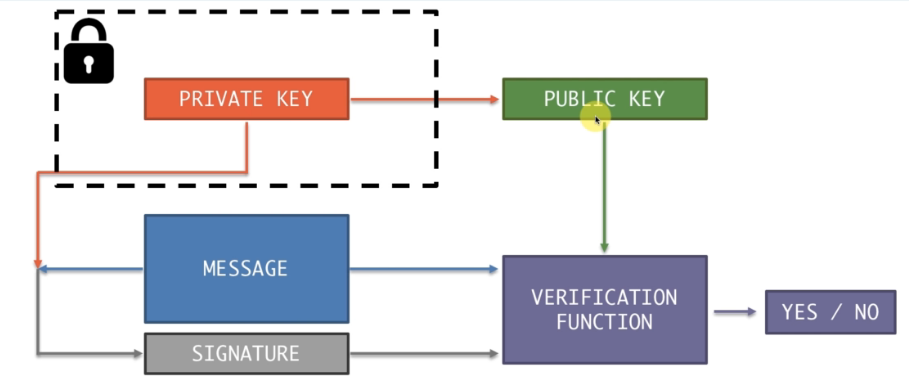 PRIVATE KEY
PUBLIC KEY
MESSAGE
VERIFICATION
FUNCTION
YES / NO
SIGNATURE